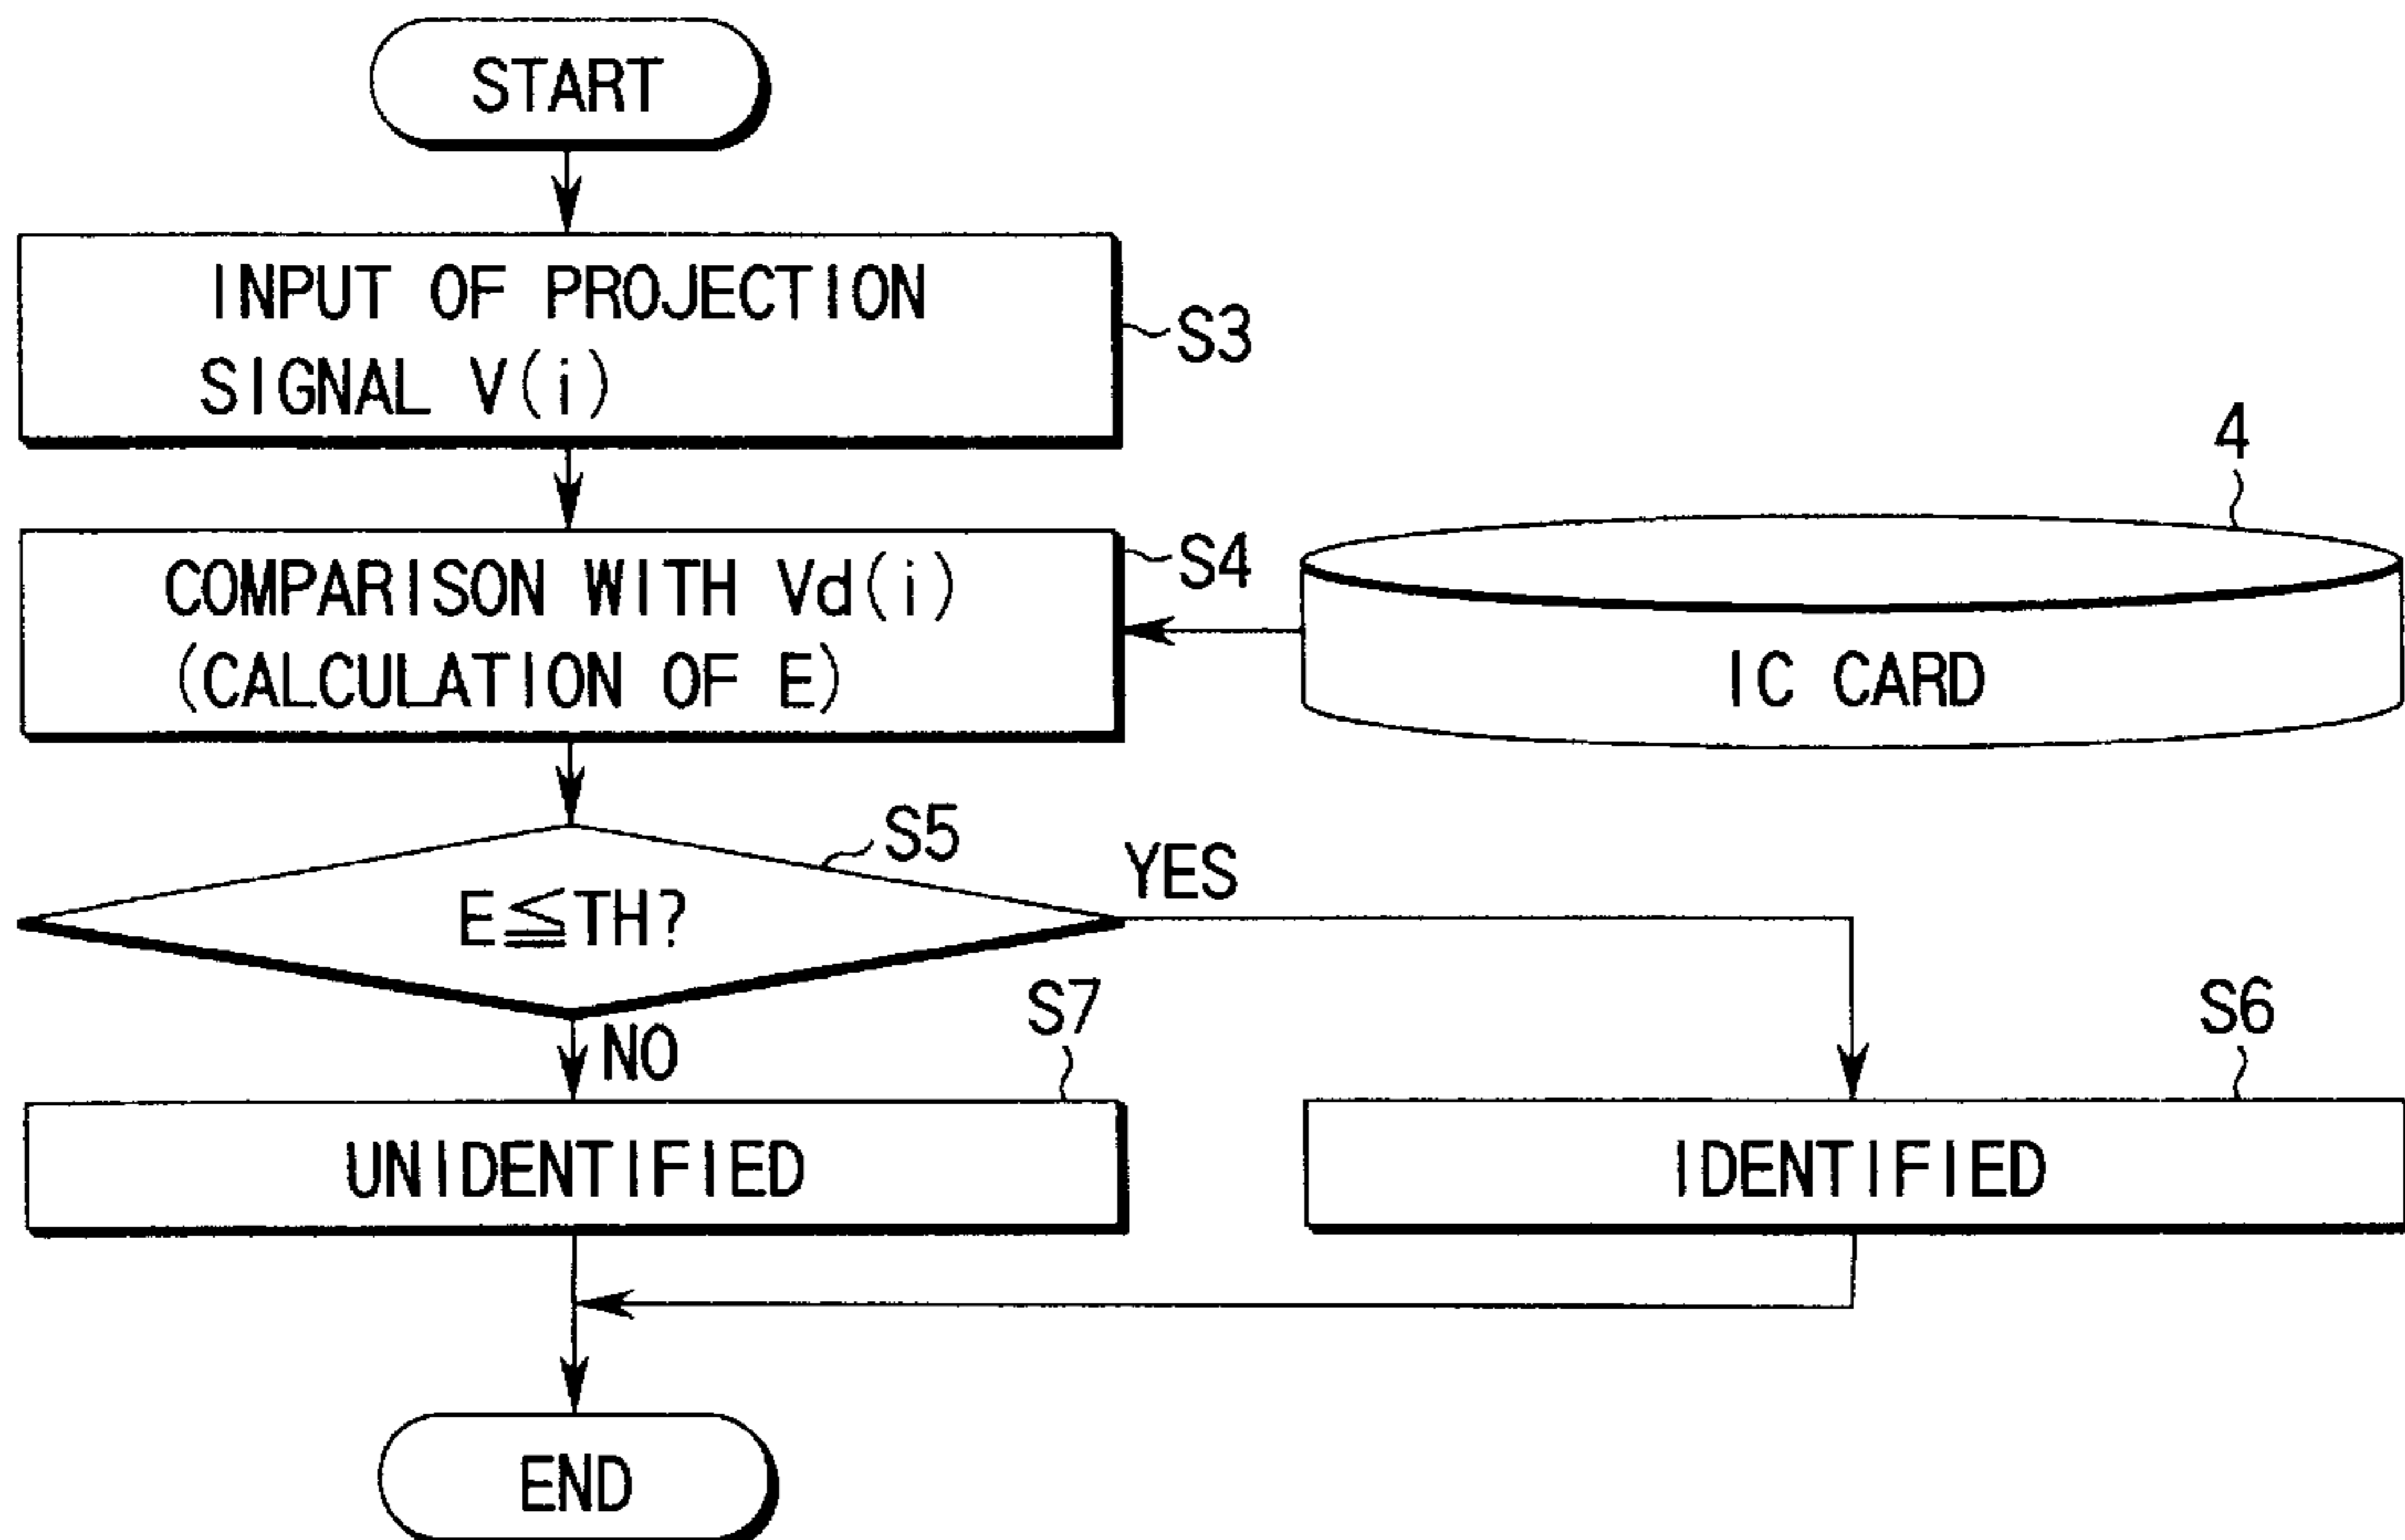 START
INPUT OF PROJECTION
SIGNAL V(i)
S3
4
COMPARISON WITH Vd(i)
(CALCULATION OF E)
S4
IC CARD
S5
E≦TH?
YES
NO
S7
S6
UNIDENTIFIED
IDENTIFIED
END